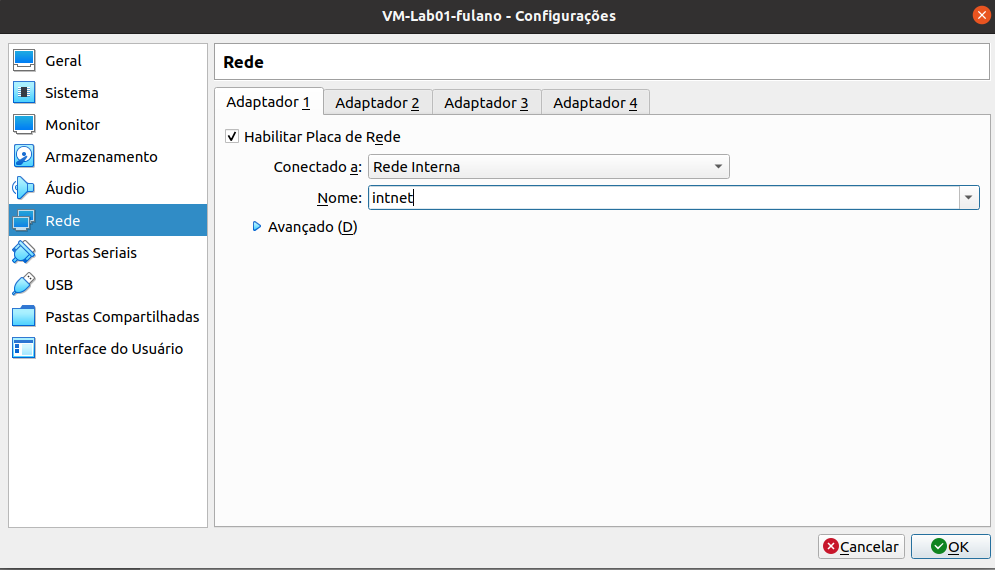 VM-Lab01-fulano - Configurações
Geral
Sistema
Monitor
Armazenamento
Áudio
Rede
Portas Seriais
USB
Pastas Compartilhadas
Interface do Usuário
Rede
Adaptador 1 Adaptador 2 Adaptador 3 Adaptador 4
Habilitar Placa de Rede
Conectado a: Rede Interna
Nome: intnet
Avançado (D)
Cancelar OK